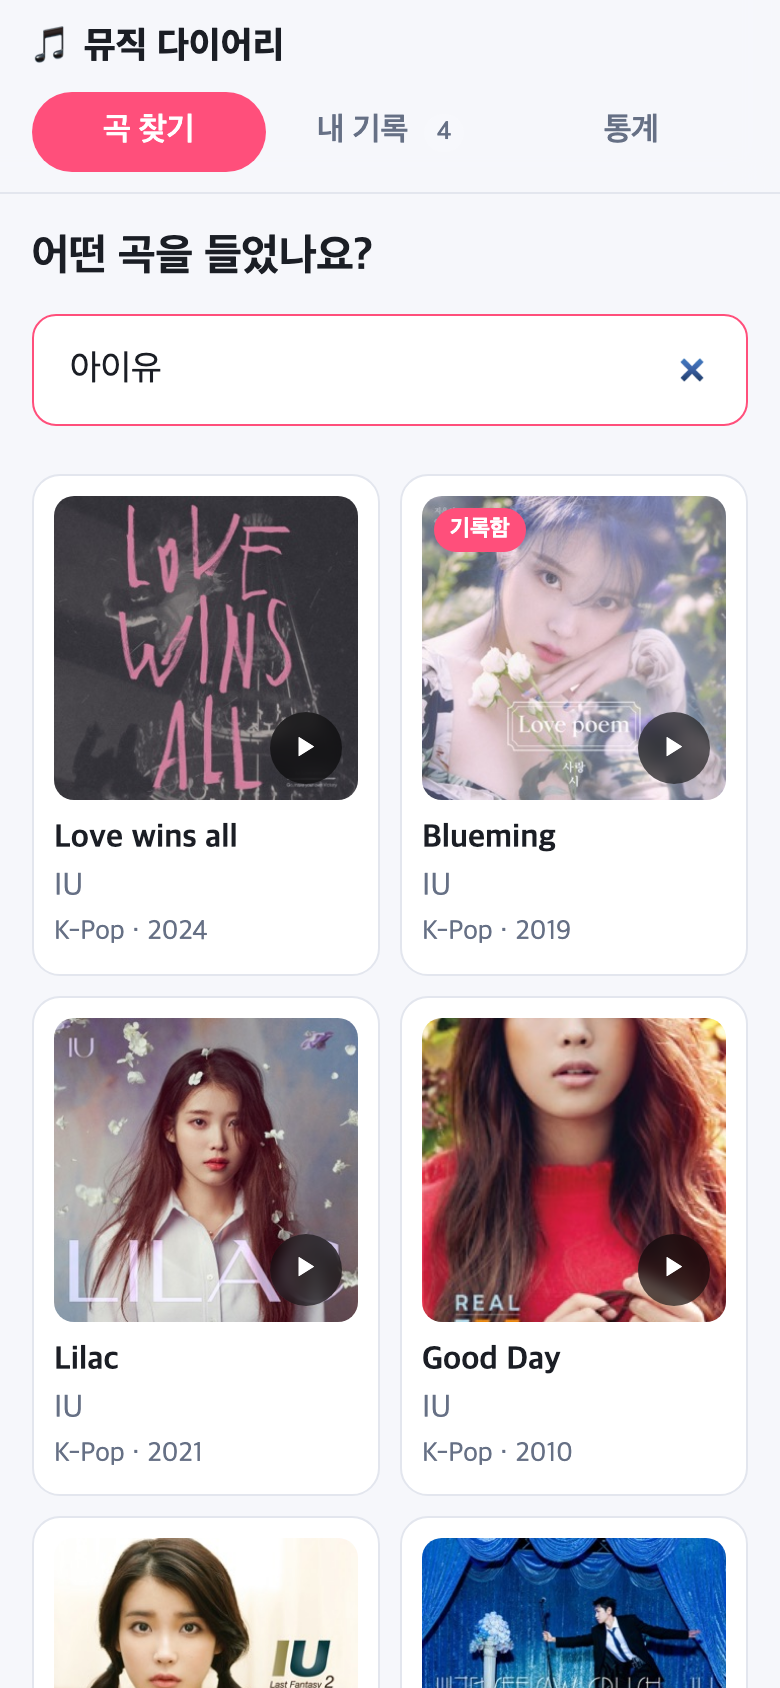 뮤직 다이어리
곡 찾기
내 기록 4
통계
어떤 곡을 들었나요?
아이유
LOVE
WINS
ALL
Love wins all
IU
K-Pop · 2024
기록함
Love poem
사랑
시
Blueming
IU
K-Pop · 2019
IU
LILAC
Lilac
IU
K-Pop · 2021
REAL
Good Day
IU
K-Pop · 2010
IU
Last Fantasy 2